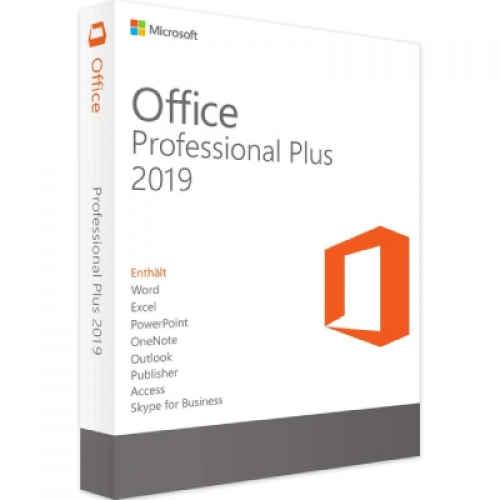 Microsoft
Office
Professional Plus
2019
Enthält
Word
Excel
PowerPoint
OneNote
Outlook
Publisher
Access
Skype for Business
Office
Professional Plus 2019